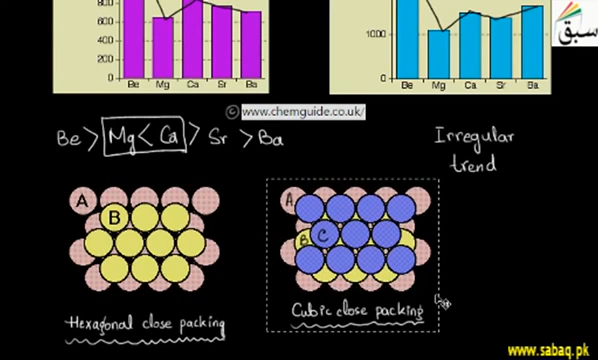 800
600
400
200
0
Be Mg Ca Sr Ba
1000
0
Be Mg Ca Sr Ba
سبق
© www.chemguide.co.uk/
Be > Mg < Ca > Sr > Ba
Irregular
trend
A
B
A
B C
Hexagonal close packing
Cubic close packing
www.sabaq.pk